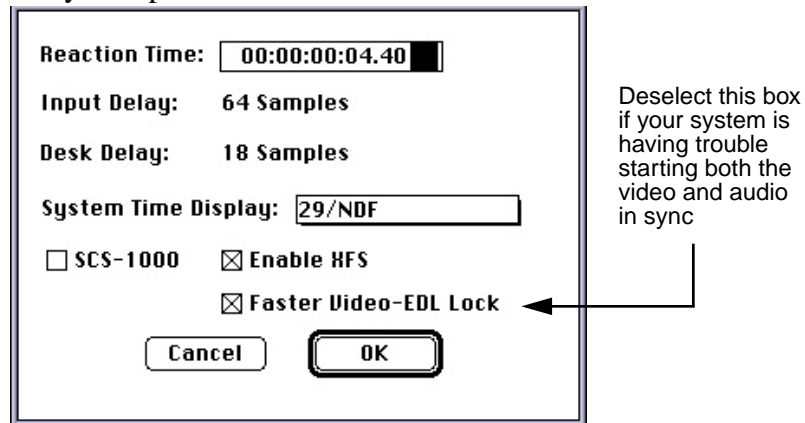 Reaction Time: 00:00:00:04.40
Input Delay: 64 Samples
Desk Delay: 18 Samples
System Time Display: 29/NDF
SCS-1000 Enable XFS
Faster Video-EDL Lock
Cancel OK
Deselect this box
if your system is
having trouble
starting both the
video and audio
in sync